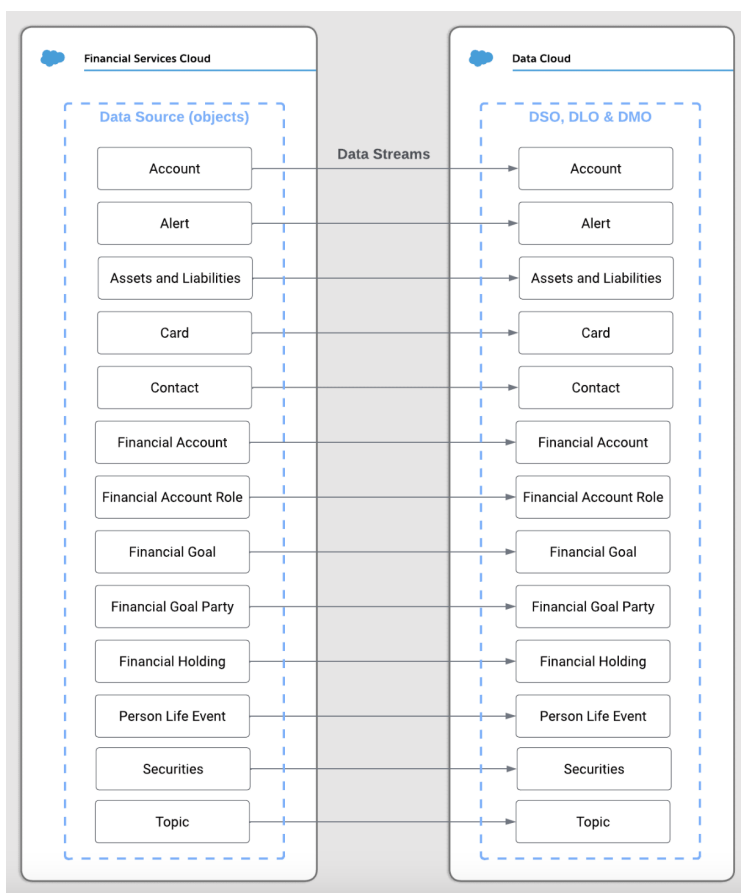 Financial Services Cloud
Data Cloud
Data Source (objects)
DSO, DLO & DMO
Data Streams
Account
Account
Alert
Alert
Assets and Liabilities
Assets and Liabilities
Card
Card
Contact
Contact
Financial Account
Financial Account
Financial Account Role
Financial Account Role
Financial Goal
Financial Goal
Financial Goal Party
Financial Goal Party
Financial Holding
Financial Holding
Person Life Event
Person Life Event
Securities
Securities
Topic
Topic